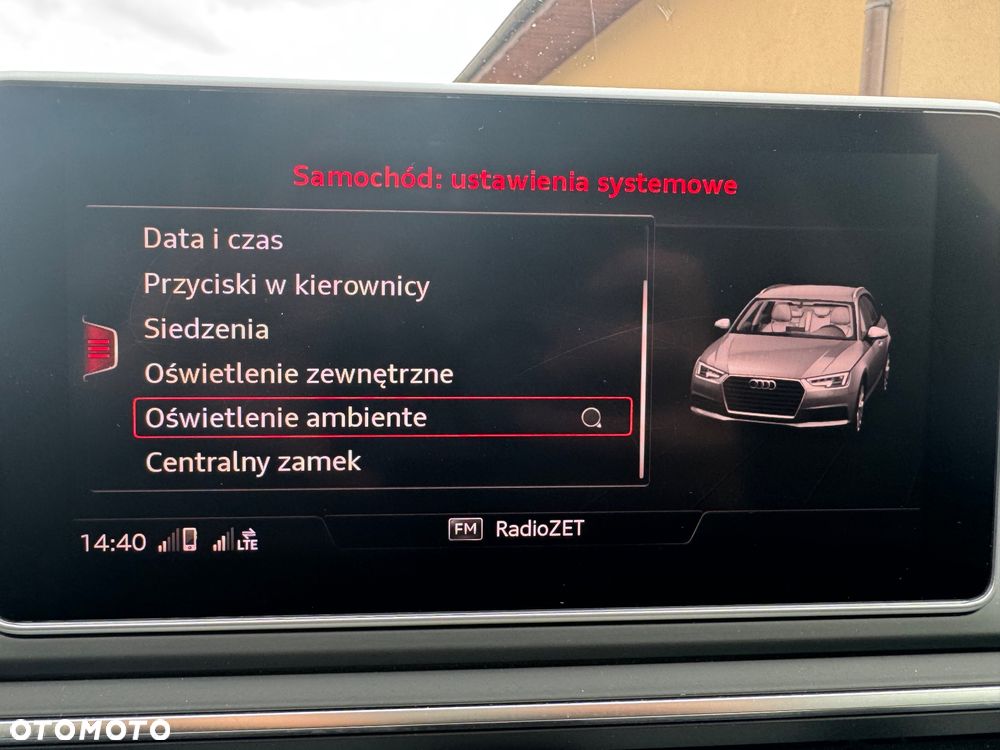 Samochód: ustawienia systemowe
Data i czas
Przyciski w kierownicy
Siedzenia
Oświetlenie zewnętrzne
Oświetlenie ambiente
Centralny zamek
14:40 LTE
FM RadioZET
OTOMOTO